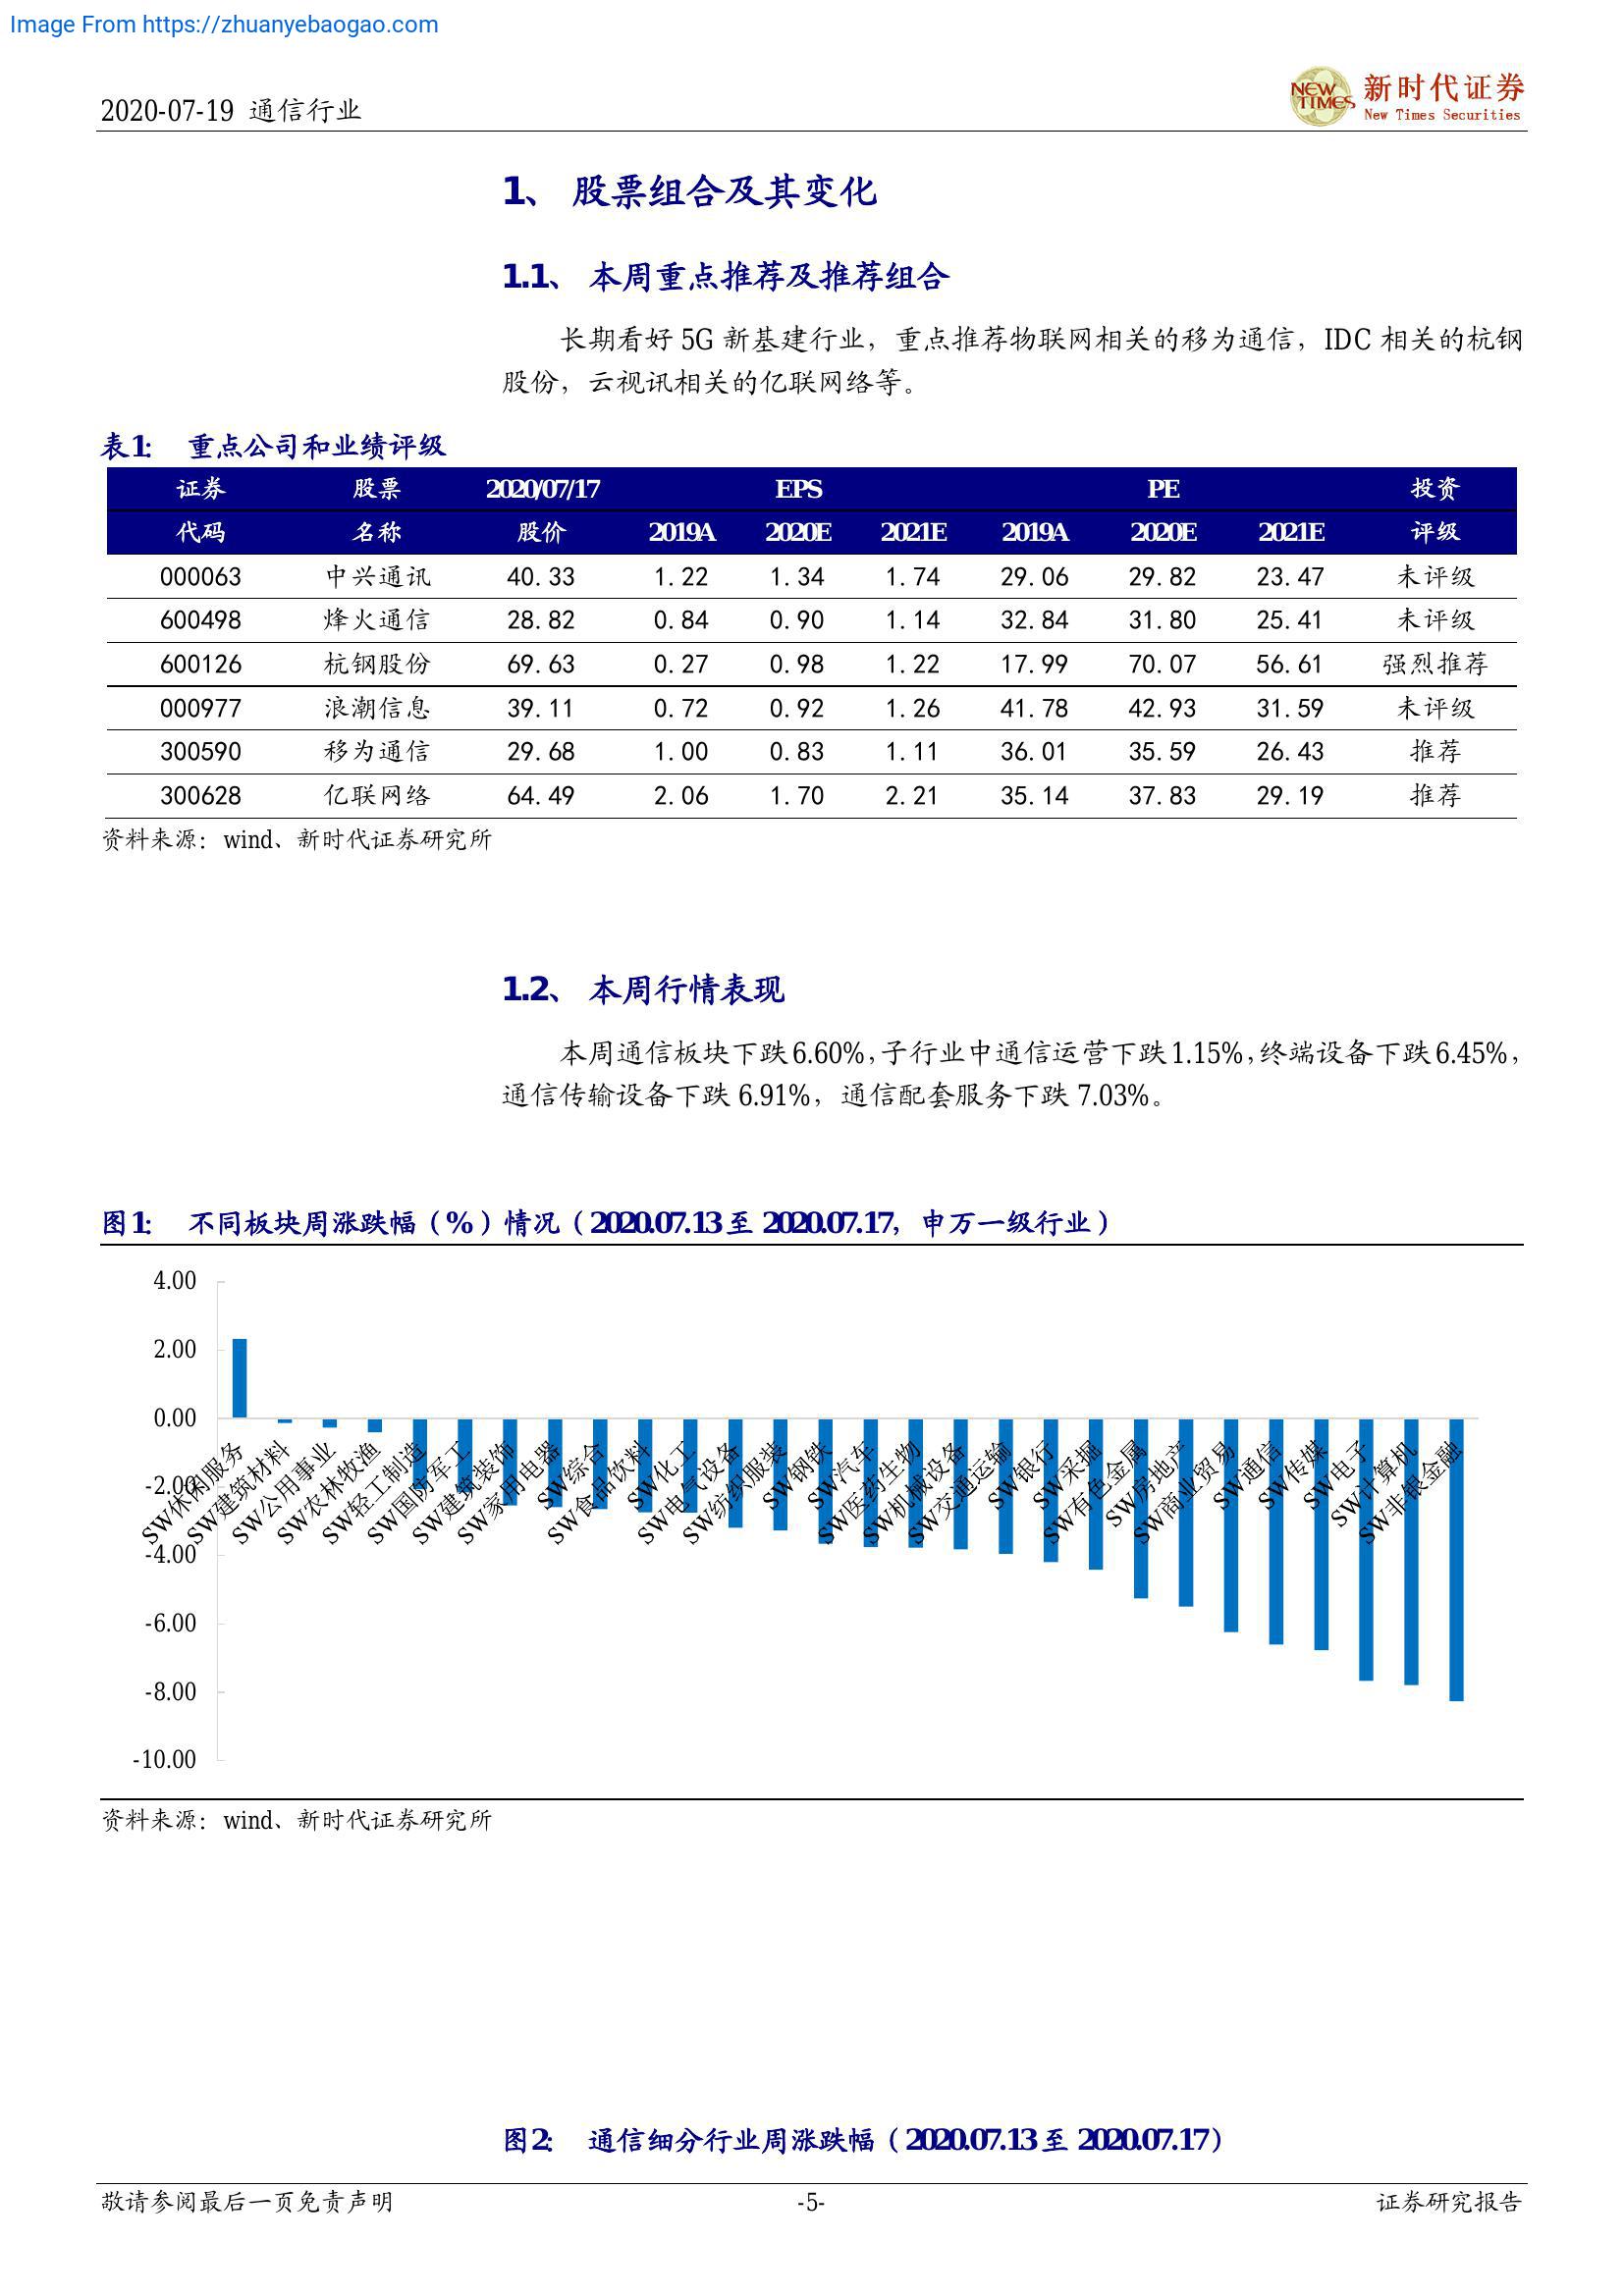 Image From https://zhuanyebaogao.com
2020-07-19 通信行业
NEW TIMES 新时代证券
New Times Securities
1、 股票组合及其变化
1.1、 本周重点推荐及推荐组合
长期看好 5G 新基建行业，重点推荐物联网相关的移为通信，IDC 相关的杭钢
股份，云视讯相关的亿联网络等。
表1: 重点公司和业绩评级
证券 股票 2020/07/17 EPS PE 投资
代码 名称 股价 2019A 2020E 2021E 2019A 2020E 2021E 评级
000063 中兴通讯 40.33 1.22 1.34 1.74 29.06 29.82 23.47 未评级
600498 烽火通信 28.82 0.84 0.90 1.14 32.84 31.80 25.41 未评级
600126 杭钢股份 69.63 0.27 0.98 1.22 17.99 70.07 56.61 强烈推荐
000977 浪潮信息 39.11 0.72 0.92 1.26 41.78 42.93 31.59 未评级
300590 移为通信 29.68 1.00 0.83 1.11 36.01 35.59 26.43 推荐
300628 亿联网络 64.49 2.06 1.70 2.21 35.14 37.83 29.19 推荐
资料来源：wind、新时代证券研究所
1.2、 本周行情表现
本周通信板块下跌 6.60%，子行业中通信运营下跌 1.15%，终端设备下跌 6.45%，
通信传输设备下跌 6.91%，通信配套服务下跌 7.03%。
图1: 不同板块周涨跌幅（%）情况（2020.07.13 至 2020.07.17，申万一级行业）
4.00
2.00
0.00
-2.00
-4.00
-6.00
-8.00
-10.00
SW休闲服务
SW建筑材料
SW公用事业
SW农林牧渔
SW轻工制造
SW国防军工
SW建筑装饰
SW家用电器
SW综合
SW食品饮料
SW化工
SW电气设备
SW纺织服装
SW钢铁
SW汽车
SW医药生物
SW机械设备
SW交通运输
SW银行
SW采掘
SW有色金属
SW房地产
SW商业贸易
SW通信
SW传媒
SW电子
SW计算机
SW非银金融
资料来源：wind、新时代证券研究所
图2: 通信细分行业周涨跌幅（2020.07.13 至 2020.07.17）
敬请参阅最后一页免责声明 -5- 证券研究报告